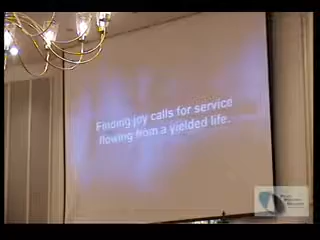 Finding joy calls for service
flowing from a yielded life.